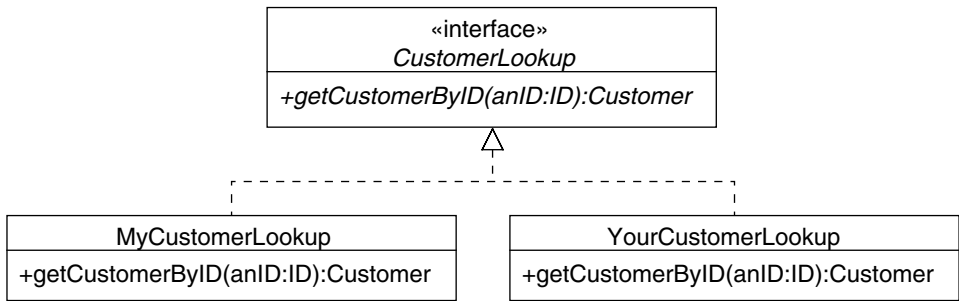 «interface»
CustomerLookup
+getCustomerByID(anID:ID):Customer
MyCustomerLookup
+getCustomerByID(anID:ID):Customer
YourCustomerLookup
+getCustomerByID(anID:ID):Customer